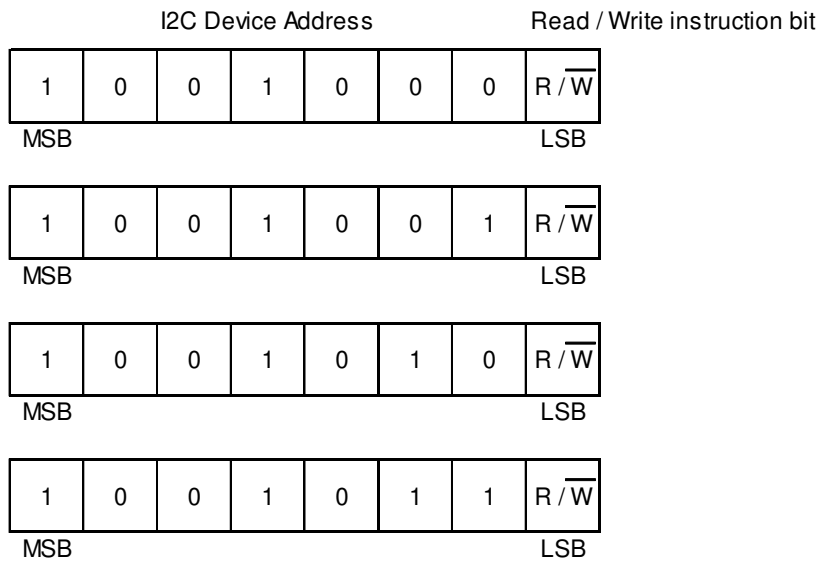 I2C Device Address Read / Write instruction bit
1 0 0 1 0 0 0 R / W̅
MSB LSB
1 0 0 1 0 0 1 R / W̅
MSB LSB
1 0 0 1 0 1 0 R / W̅
MSB LSB
1 0 0 1 0 1 1 R / W̅
MSB LSB